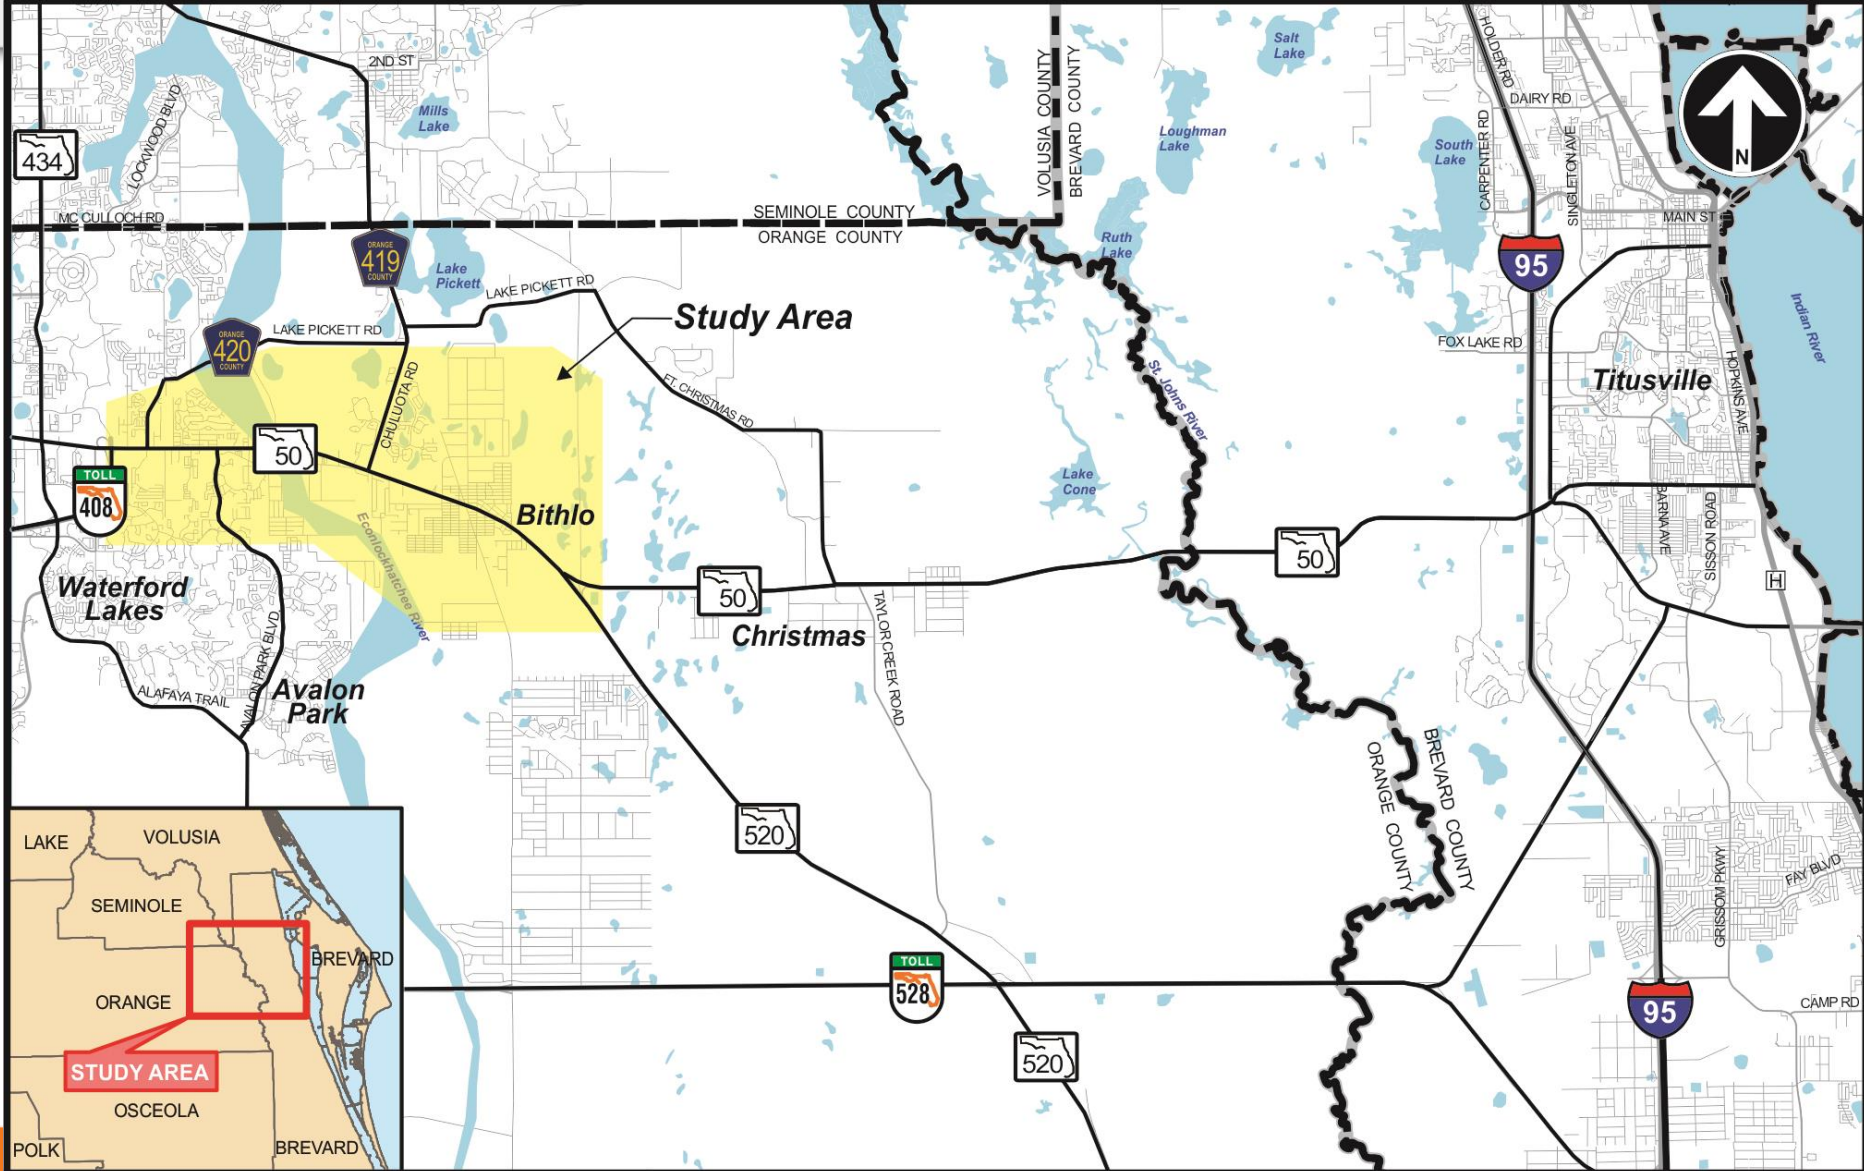 2ND ST
LOCKWOOD BLVD
Mills
Lake
434
MC CULLOCH RD
SEMINOLE COUNTY
ORANGE COUNTY
VOLUSIA COUNTY
BREVARD COUNTY
Salt
Lake
Loughman
Lake
South
Lake
HOLDER RD
DAIRY RD
CARPENTER RD
SINGLETON AVE
MAIN ST
N
ORANGE
419
COUNTY
Lake
Pickett
LAKE PICKETT RD
Ruth
Lake
95
Indian River
ORANGE
420
COUNTY
LAKE PICKETT RD
Study Area
FOX LAKE RD
Titusville
HOPKINS AVE
CHULUOTA RD
FT. CHRISTMAS RD
St. Johns River
50
TOLL
408
Lake
Cone
Bithlo
BARNA AVE
SISSON ROAD
Econlockhatchee River
50
50
H
Waterford
Lakes
Christmas
TAYLOR CREEK ROAD
ALAFAYA TRAIL
AVALON PARK BLVD
Avalon
Park
BREVARD COUNTY
ORANGE COUNTY
520
GRISSOM PKWY
FAY BLVD
TOLL
528
95
CAMP RD
520
LAKE
VOLUSIA
SEMINOLE
BREVARD
ORANGE
STUDY AREA
OSCEOLA
POLK
BREVARD